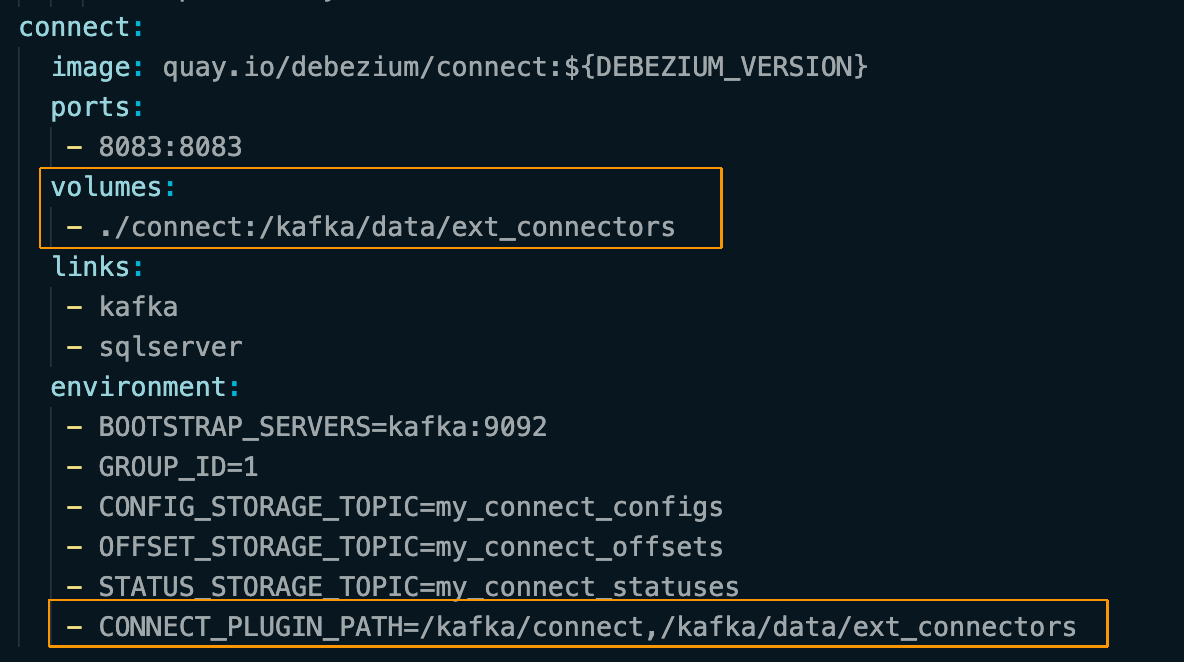 connect:
  image: quay.io/debezium/connect:${DEBEZIUM_VERSION}
  ports:
    - 8083:8083
  volumes:
    - ./connect:/kafka/data/ext_connectors
  links:
    - kafka
    - sqlserver
  environment:
    - BOOTSTRAP_SERVERS=kafka:9092
    - GROUP_ID=1
    - CONFIG_STORAGE_TOPIC=my_connect_configs
    - OFFSET_STORAGE_TOPIC=my_connect_offsets
    - STATUS_STORAGE_TOPIC=my_connect_statuses
    - CONNECT_PLUGIN_PATH=/kafka/connect,/kafka/data/ext_connectors